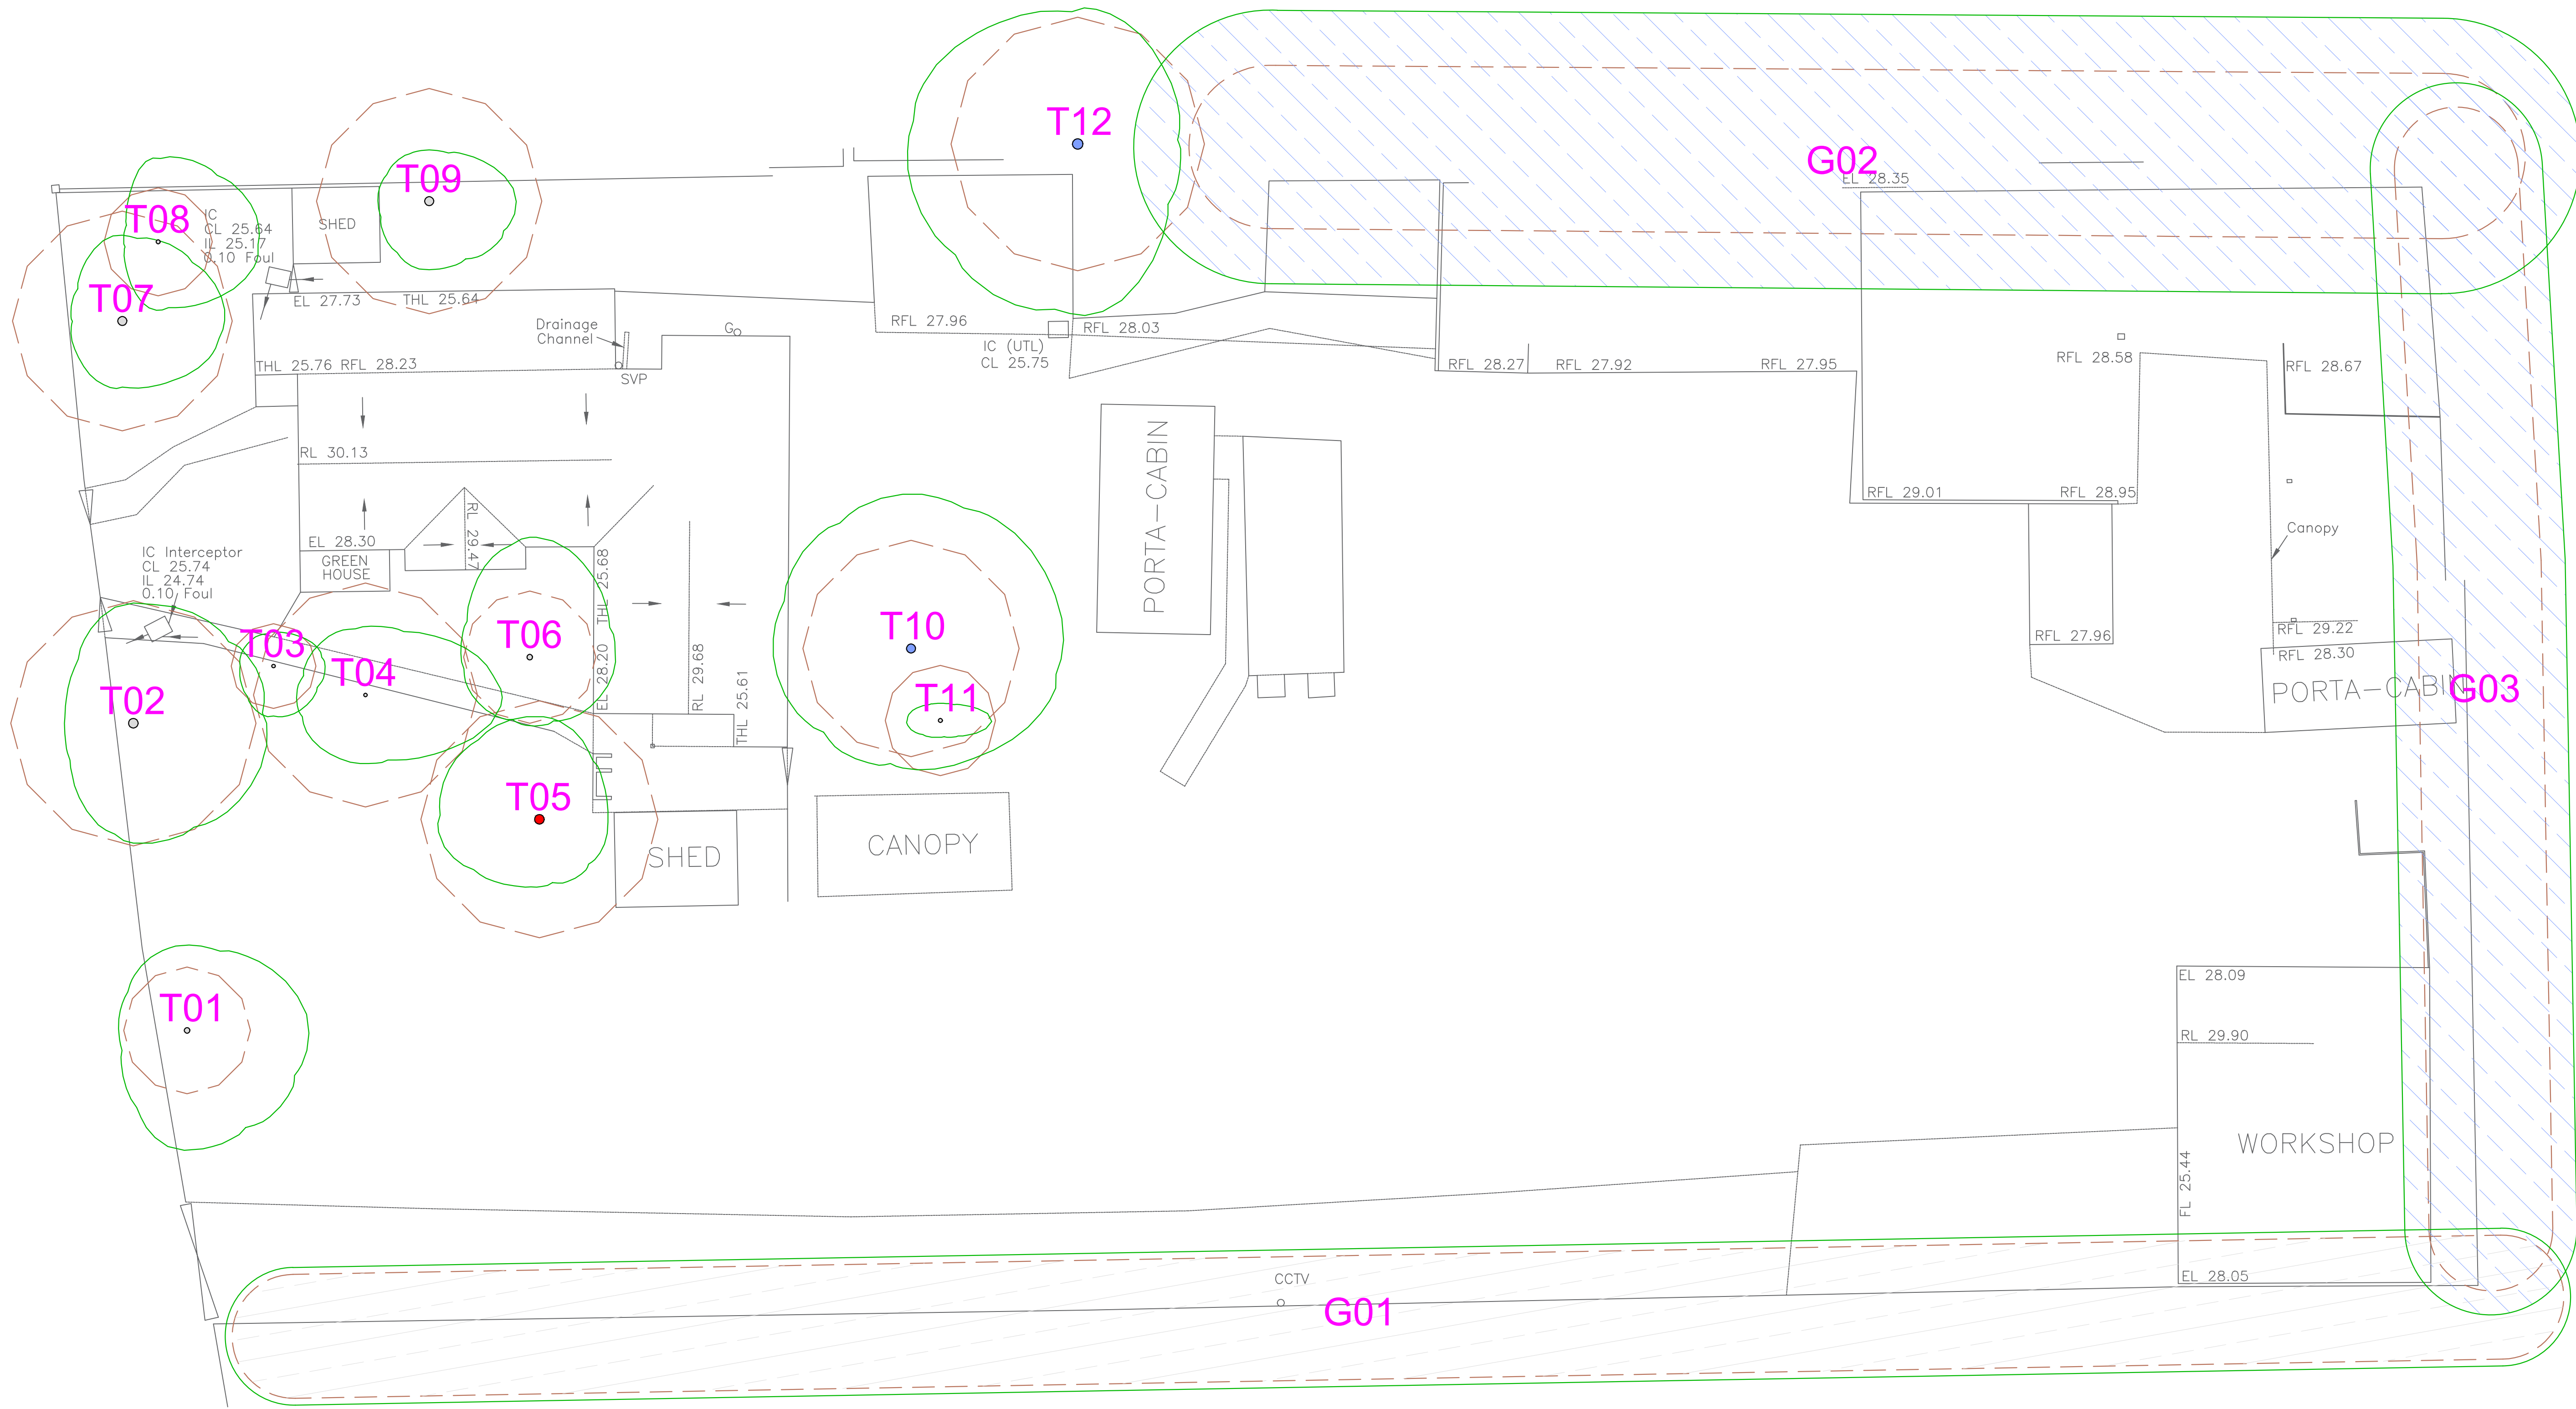 T12
G02
EL 28.35
T09
T08
IC
CL 25.64
IL 25.17
0.10 Foul
SHED
T07
EL 27.73
THL 25.64
Drainage
Channel
G
RFL 27.96
RFL 28.03
IC (UTL)
CL 25.75
THL 25.76
RFL 28.23
SVP
RFL 28.27
RFL 27.92
RFL 27.95
RFL 28.58
RFL 28.67
RL 30.13
PORTA-CABIN
RFL 29.01
RFL 28.95
RL 29.47
Canopy
EL 28.30
GREEN
HOUSE
IC Interceptor
CL 25.74
IL 24.74
0.10 Foul
THL 25.68
EL 28.20
T03
T04
T06
T10
T11
T02
RL 29.68
THL 25.61
RFL 27.96
RFL 29.22
RFL 28.30
PORTA-CABIN
G03
T05
SHED
CANOPY
T01
EL 28.09
RL 29.90
WORKSHOP
FL 25.44
EL 28.05
CCTV
G01